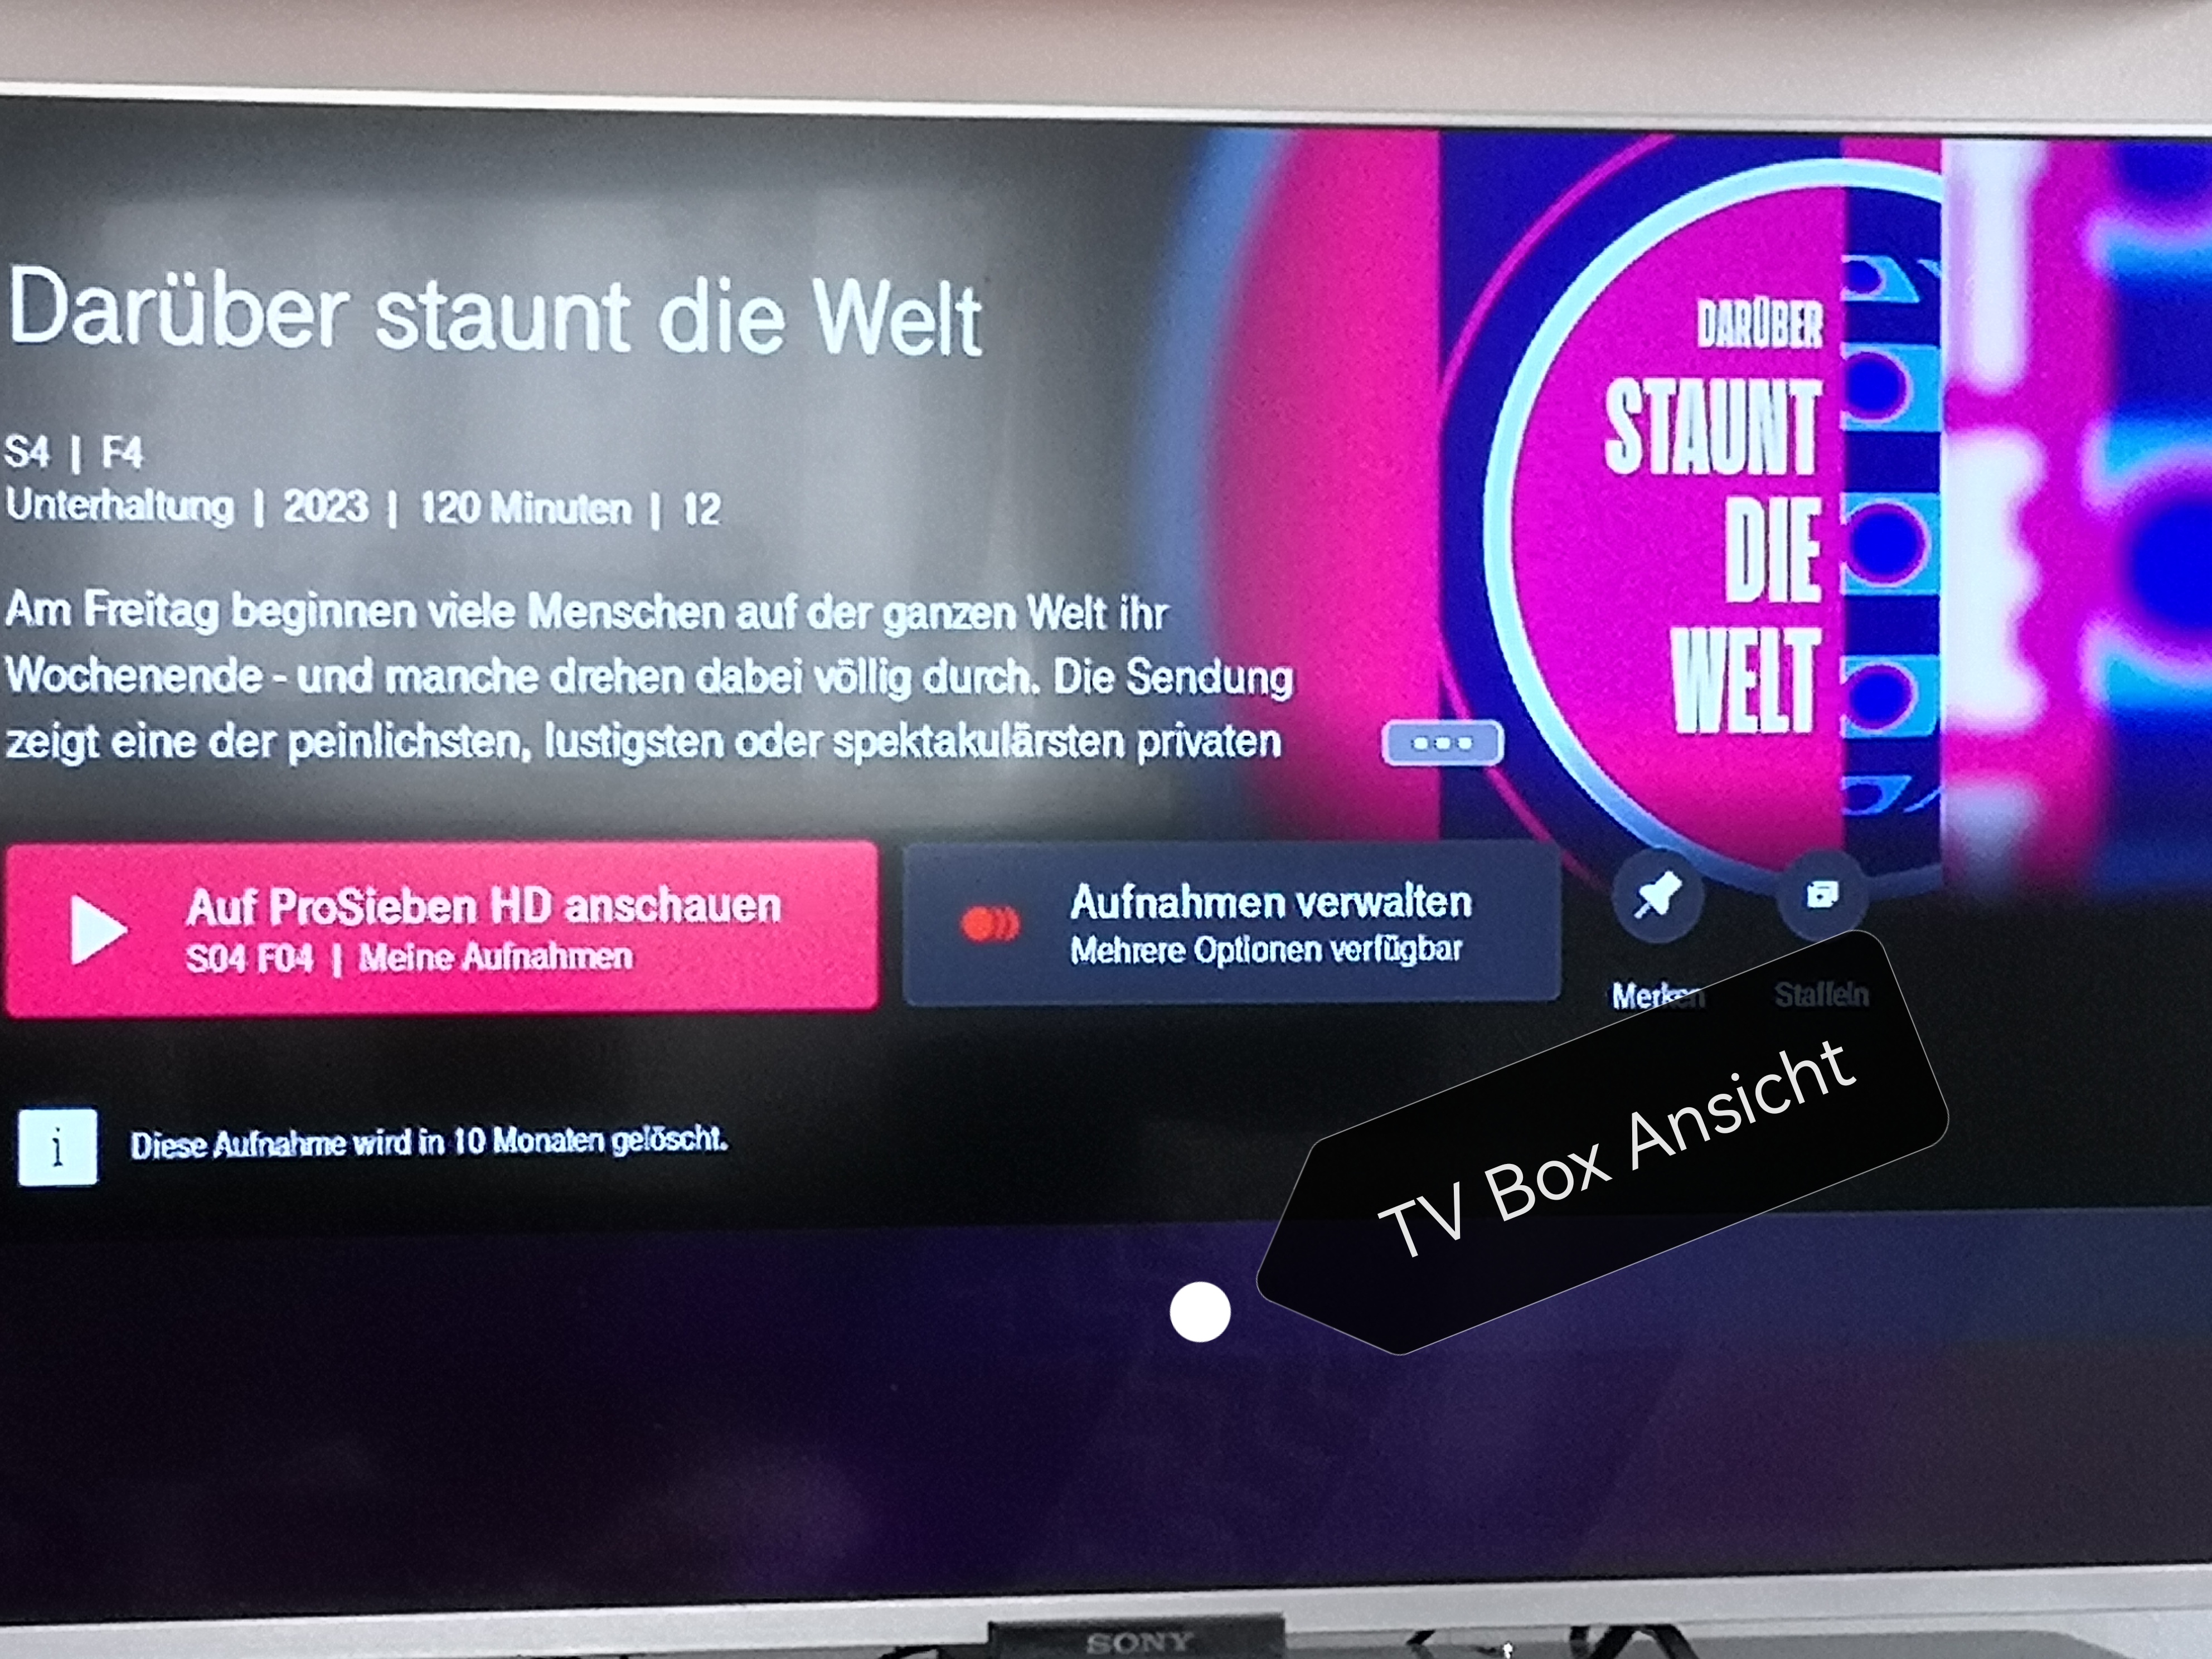 Darüber staunt die Welt
S4 | F4
Unterhaltung | 2023 | 120 Minuten | 12
Am Freitag beginnen viele Menschen auf der ganzen Welt ihr
Wochenende - und manche drehen dabei völlig durch. Die Sendung
zeigt eine der peinlichsten, lustigsten oder spektakulärsten privaten
DARÜBER
STAUNT
DIE
WELT
Auf ProSieben HD anschauen
S04 F04 | Meine Aufnahmen
Aufnahmen verwalten
Mehrere Optionen verfügbar
Merken
Staffeln
i
Diese Aufnahme wird in 10 Monaten gelöscht.
TV Box Ansicht
SONY